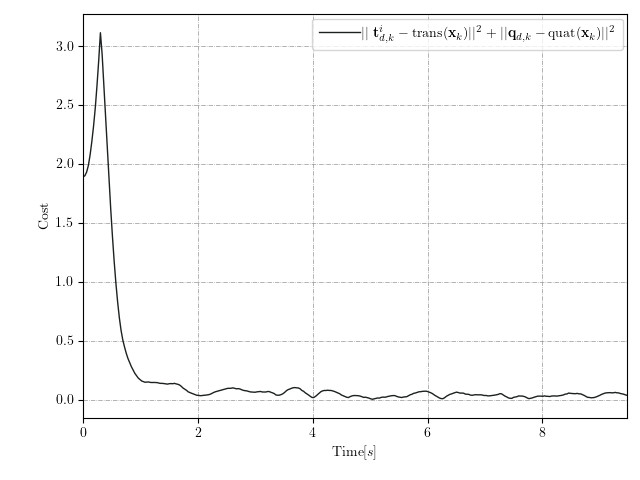 || t^i_{d,k} − trans(x_k)||² + ||q_{d,k} − quat(x_k)||²
3.0
2.5
2.0
1.5
1.0
0.5
0.0
Cost
0 2 4 6 8
Time[s]